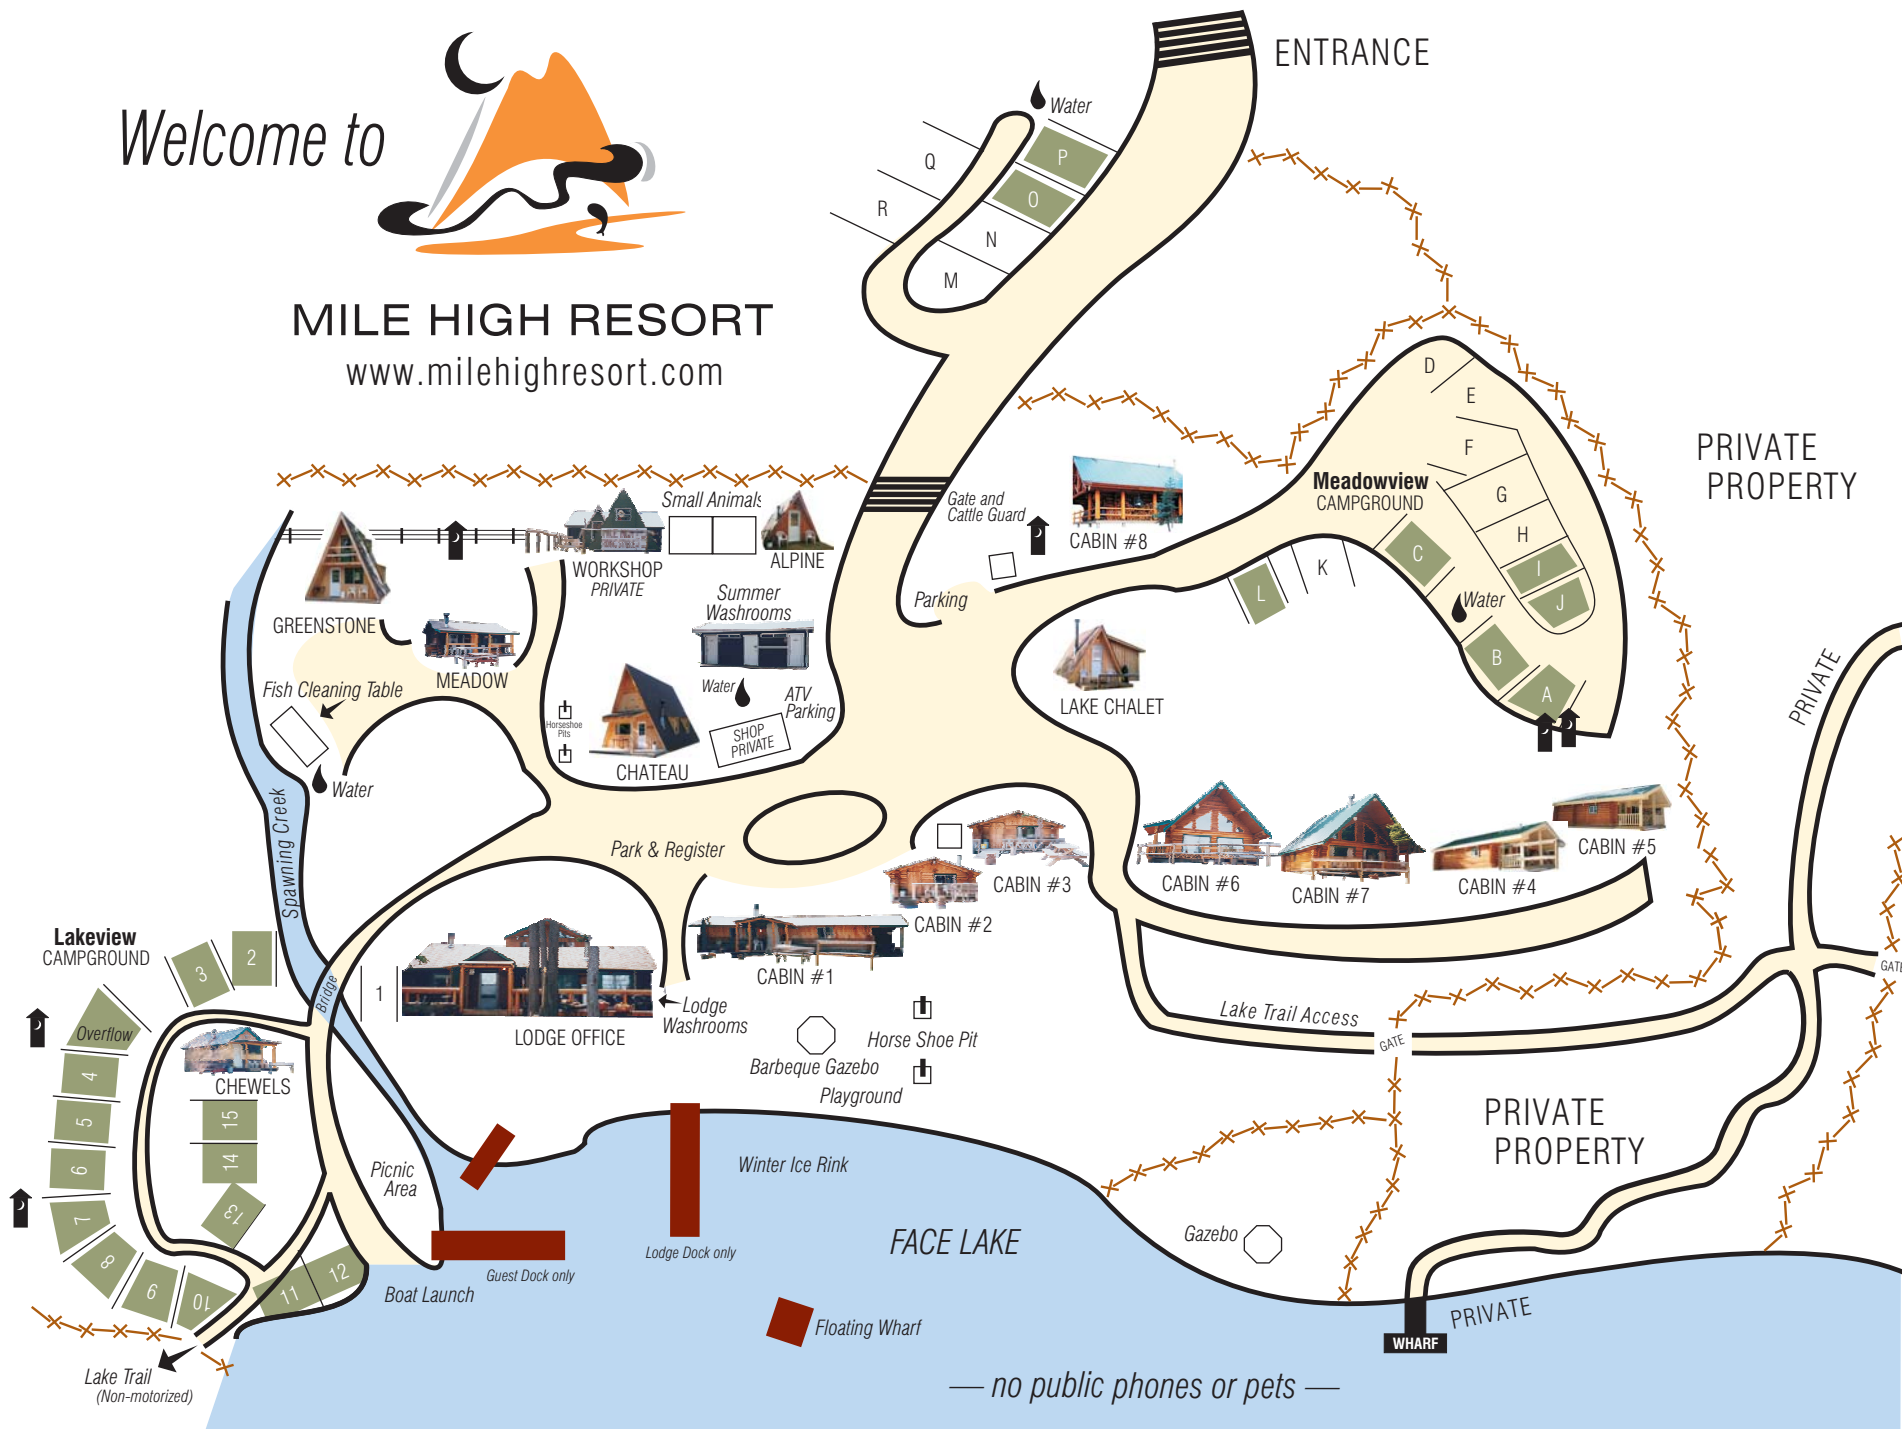 Welcome to
MILE HIGH RESORT
www.milehighresort.com
ENTRANCE
Water
P
O
N
M
Q
R
PRIVATE
PROPERTY
D
E
F
G
H
I
J
Meadowview
CAMPGROUND
C
K
L
Water
B
A
Gate and
Cattle Guard
CABIN #8
Parking
LAKE CHALET
Small Animals
ALPINE
WORKSHOP
PRIVATE
Summer
Washrooms
GREENSTONE
MEADOW
Fish Cleaning Table
Water
Horseshoe
Pits
CHATEAU
Water
ATV
Parking
SHOP
PRIVATE
Spawning Creek
Park & Register
CABIN #3
CABIN #2
CABIN #1
CABIN #6
CABIN #7
CABIN #4
CABIN #5
PRIVATE
GATE
Lakeview
CAMPGROUND
3
2
Bridge
1
LODGE OFFICE
Lodge
Washrooms
Barbeque Gazebo
Horse Shoe Pit
Playground
Lake Trail Access
GATE
PRIVATE
PROPERTY
Overflow
4
5
6
7
8
9
10
11
12
13
14
15
CHEWELS
Picnic
Area
Winter Ice Rink
Lodge Dock only
Guest Dock only
Boat Launch
FACE LAKE
Floating Wharf
Gazebo
PRIVATE
WHARF
Lake Trail
(Non-motorized)
— no public phones or pets —